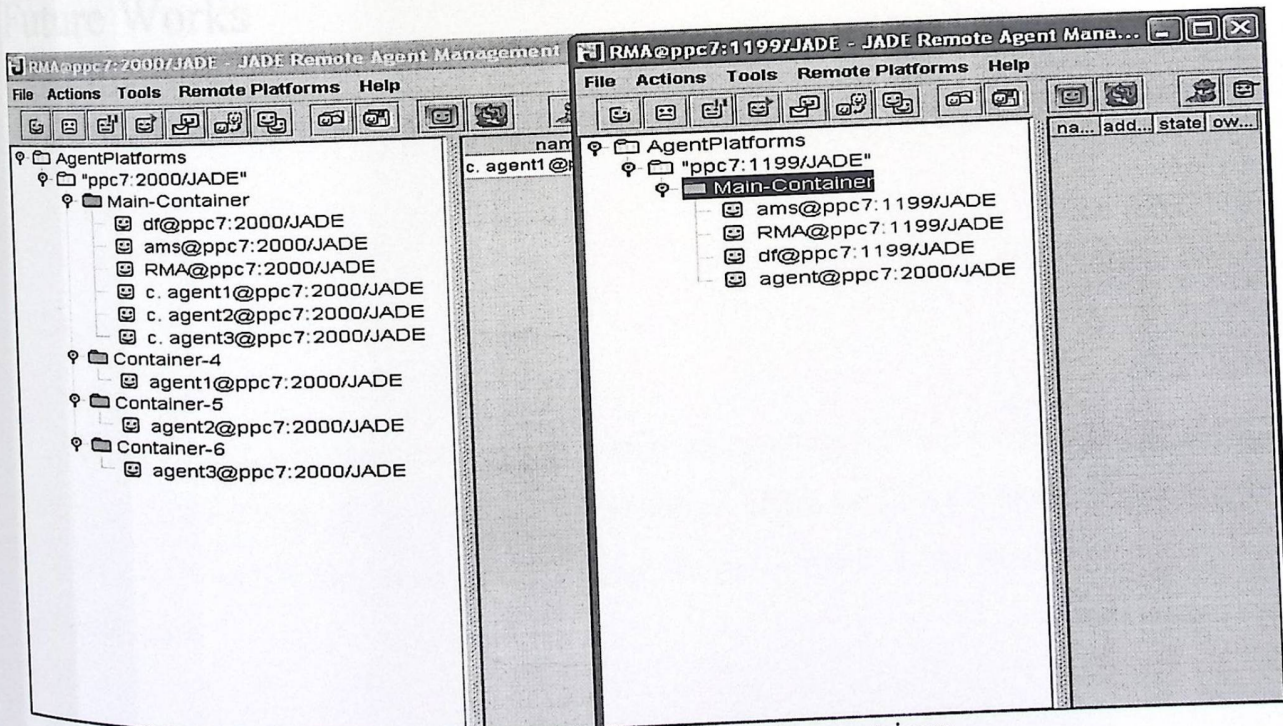 Future Works
RMA@ppc7:2000/JADE - JADE Remote Agent Management
File Actions Tools Remote Platforms Help
nam
AgentPlatforms
c. agent1@p
"ppc7:2000/JADE"
Main-Container
df@ppc7:2000/JADE
ams@ppc7:2000/JADE
RMA@ppc7:2000/JADE
c. agent1@ppc7:2000/JADE
c. agent2@ppc7:2000/JADE
c. agent3@ppc7:2000/JADE
Container-4
agent1@ppc7:2000/JADE
Container-5
agent2@ppc7:2000/JADE
Container-6
agent3@ppc7:2000/JADE
RMA@ppc7:1199/JADE - JADE Remote Agent Mana...
File Actions Tools Remote Platforms Help
na... add... state ow...
AgentPlatforms
"ppc7:1199/JADE"
Main-Container
ams@ppc7:1199/JADE
RMA@ppc7:1199/JADE
df@ppc7:1199/JADE
agent@ppc7:2000/JADE